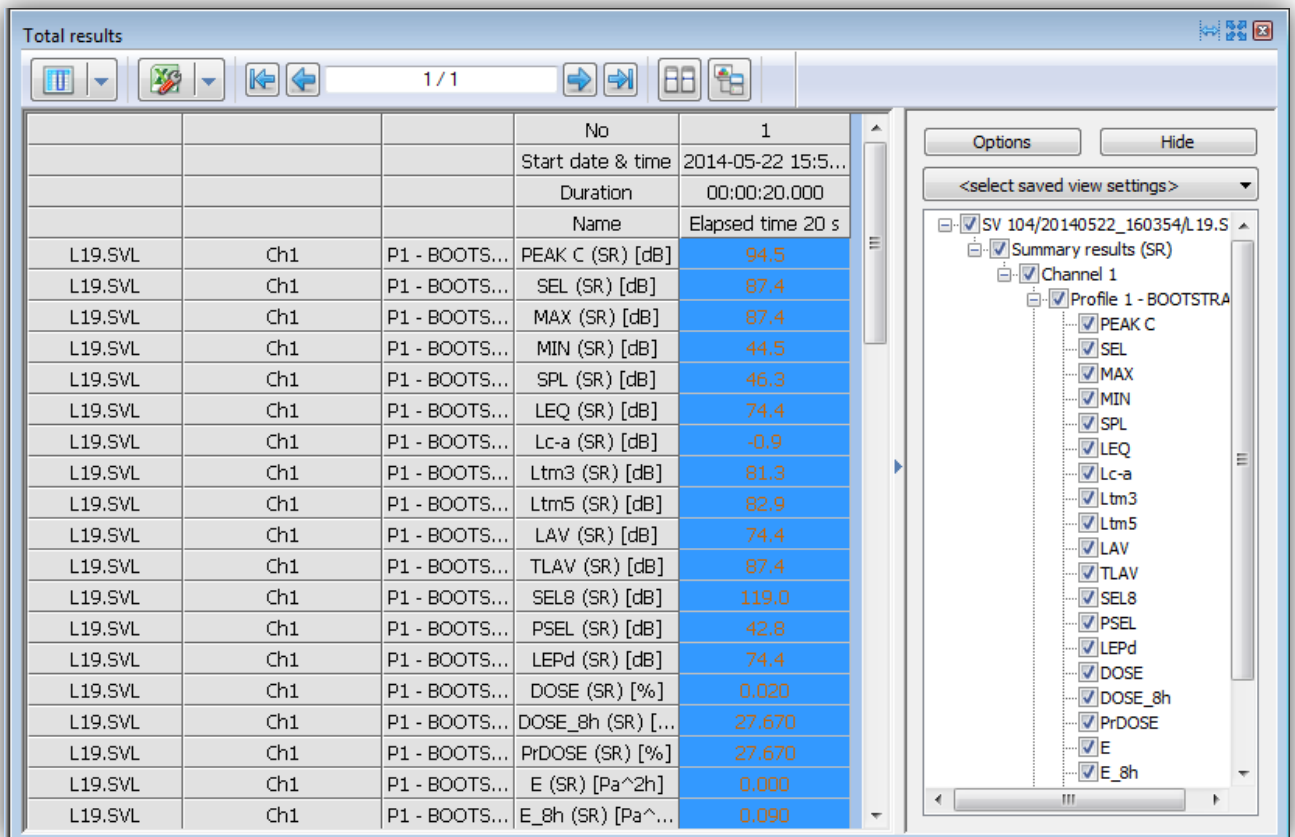 Total results
1 / 1
No 1
Start date & time 2014-05-22 15:5...
Duration 00:00:20.000
Name Elapsed time 20 s
L19.SVL Ch1 P1 - BOOTS... PEAK C (SR) [dB] 94.5
L19.SVL Ch1 P1 - BOOTS... SEL (SR) [dB] 87.4
L19.SVL Ch1 P1 - BOOTS... MAX (SR) [dB] 87.4
L19.SVL Ch1 P1 - BOOTS... MIN (SR) [dB] 44.5
L19.SVL Ch1 P1 - BOOTS... SPL (SR) [dB] 46.3
L19.SVL Ch1 P1 - BOOTS... LEQ (SR) [dB] 74.4
L19.SVL Ch1 P1 - BOOTS... Lc-a (SR) [dB] -0.9
L19.SVL Ch1 P1 - BOOTS... Ltm3 (SR) [dB] 81.3
L19.SVL Ch1 P1 - BOOTS... Ltm5 (SR) [dB] 82.9
L19.SVL Ch1 P1 - BOOTS... LAV (SR) [dB] 74.4
L19.SVL Ch1 P1 - BOOTS... TLAV (SR) [dB] 87.4
L19.SVL Ch1 P1 - BOOTS... SEL8 (SR) [dB] 119.0
L19.SVL Ch1 P1 - BOOTS... PSEL (SR) [dB] 42.8
L19.SVL Ch1 P1 - BOOTS... LEPd (SR) [dB] 74.4
L19.SVL Ch1 P1 - BOOTS... DOSE (SR) [%] 0.020
L19.SVL Ch1 P1 - BOOTS... DOSE_8h (SR) [... 27.670
L19.SVL Ch1 P1 - BOOTS... PrDOSE (SR) [%] 27.670
L19.SVL Ch1 P1 - BOOTS... E (SR) [Pa^2h] 0.000
L19.SVL Ch1 P1 - BOOTS... E_8h (SR) [Pa^... 0.090
Options Hide
<select saved view settings>
SV 104/20140522_160354/L19.S
Summary results (SR)
Channel 1
Profile 1 - BOOTSTRA
PEAK C
SEL
MAX
MIN
SPL
LEQ
Lc-a
Ltm3
Ltm5
LAV
TLAV
SEL8
PSEL
LEPd
DOSE
DOSE_8h
PrDOSE
E
E_8h